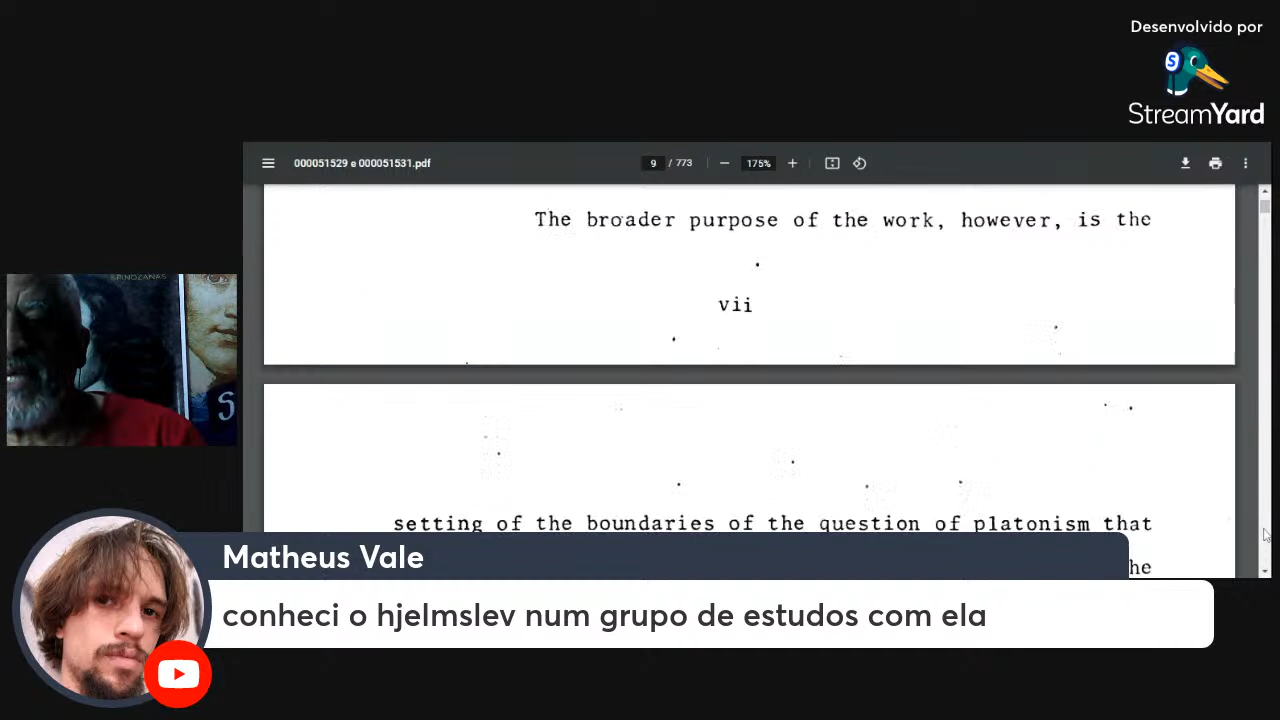 Desenvolvido por
StreamYard
000051529 e 000051531.pdf
9 / 773
175%
The broader purpose of the work, however, is the
vii
SPINOZANAS
S
setting of the boundaries of the question of platonism that
he
Matheus Vale
conheci o hjelmslev num grupo de estudos com ela